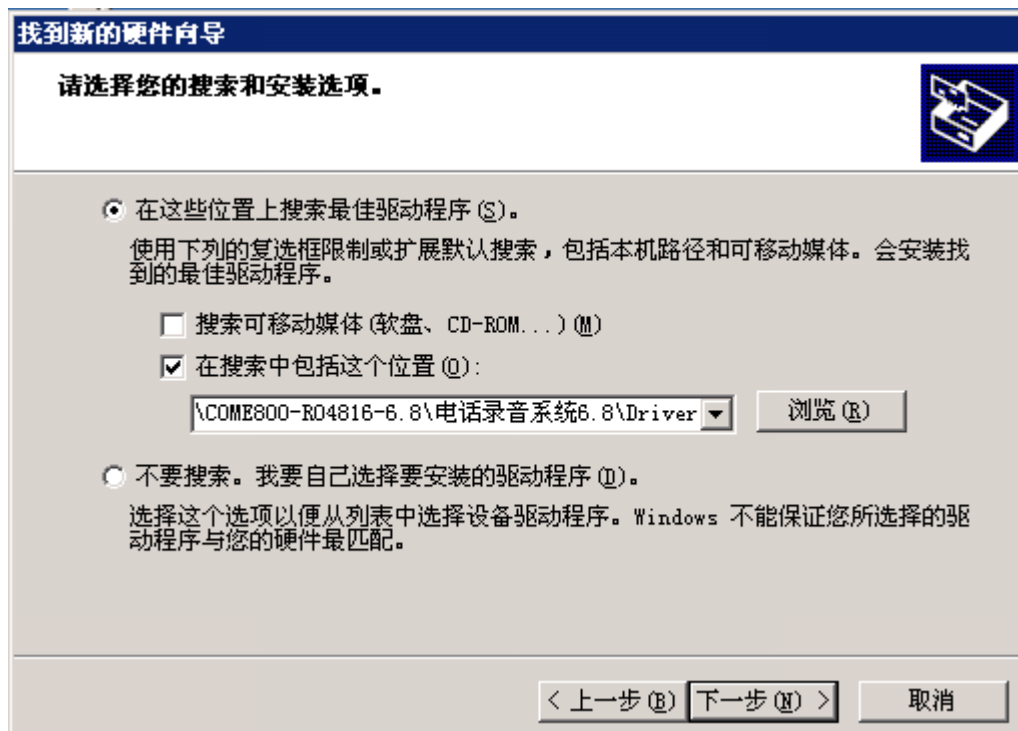 找到新的硬件向导
请选择您的搜索和安装选项。
在这些位置上搜索最佳驱动程序(S)。
使用下列的复选框限制或扩展默认搜索，包括本机路径和可移动媒体。会安装找
到的最佳驱动程序。
搜索可移动媒体(软盘、CD-ROM...)(M)
在搜索中包括这个位置(O):
\COME800-RO4816-6.8\电话录音系统6.8\Driver
浏览(R)
不要搜索。我要自己选择要安装的驱动程序(D)。
选择这个选项以便从列表中选择设备驱动程序。Windows 不能保证您所选择的驱
动程序与您的硬件最匹配。
< 上一步(B) 下一步(N) > 取消